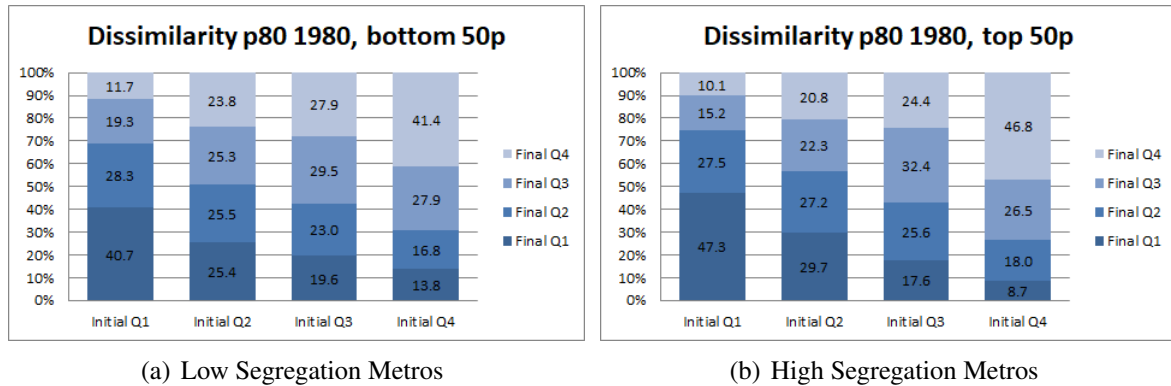 Dissimilarity p80 1980, bottom 50p
100%
90%
80%
70%
60%
50%
40%
30%
20%
10%
0%
11.7 23.8 27.9 41.4
19.3 25.3 29.5 27.9
28.3 25.5 23.0 16.8
40.7 25.4 19.6 13.8
Initial Q1 Initial Q2 Initial Q3 Initial Q4
Final Q4
Final Q3
Final Q2
Final Q1
(a) Low Segregation Metros
Dissimilarity p80 1980, top 50p
100%
90%
80%
70%
60%
50%
40%
30%
20%
10%
0%
10.1 20.8 24.4 46.8
15.2 22.3 32.4 26.5
27.5 27.2 25.6 18.0
47.3 29.7 17.6 8.7
Initial Q1 Initial Q2 Initial Q3 Initial Q4
Final Q4
Final Q3
Final Q2
Final Q1
(b) High Segregation Metros